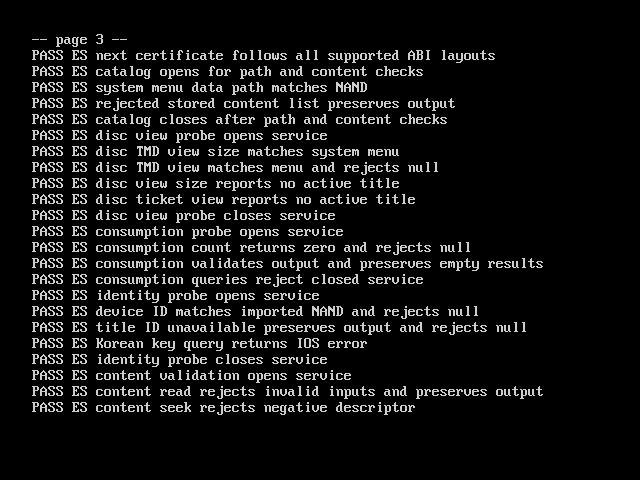 -- page 3 --
PASS ES next certificate follows all supported ABI layouts
PASS ES catalog opens for path and content checks
PASS ES system menu data path matches NAND
PASS ES rejected stored content list preserves output
PASS ES catalog closes after path and content checks
PASS ES disc view probe opens service
PASS ES disc TMD view size matches system menu
PASS ES disc TMD view matches menu and rejects null
PASS ES disc view size reports no active title
PASS ES disc ticket view reports no active title
PASS ES disc view probe closes service
PASS ES consumption probe opens service
PASS ES consumption count returns zero and rejects null
PASS ES consumption validates output and preserves empty results
PASS ES consumption queries reject closed service
PASS ES identity probe opens service
PASS ES device ID matches imported NAND and rejects null
PASS ES title ID unavailable preserves output and rejects null
PASS ES Korean key query returns IOS error
PASS ES identity probe closes service
PASS ES content validation opens service
PASS ES content read rejects invalid inputs and preserves output
PASS ES content seek rejects negative descriptor